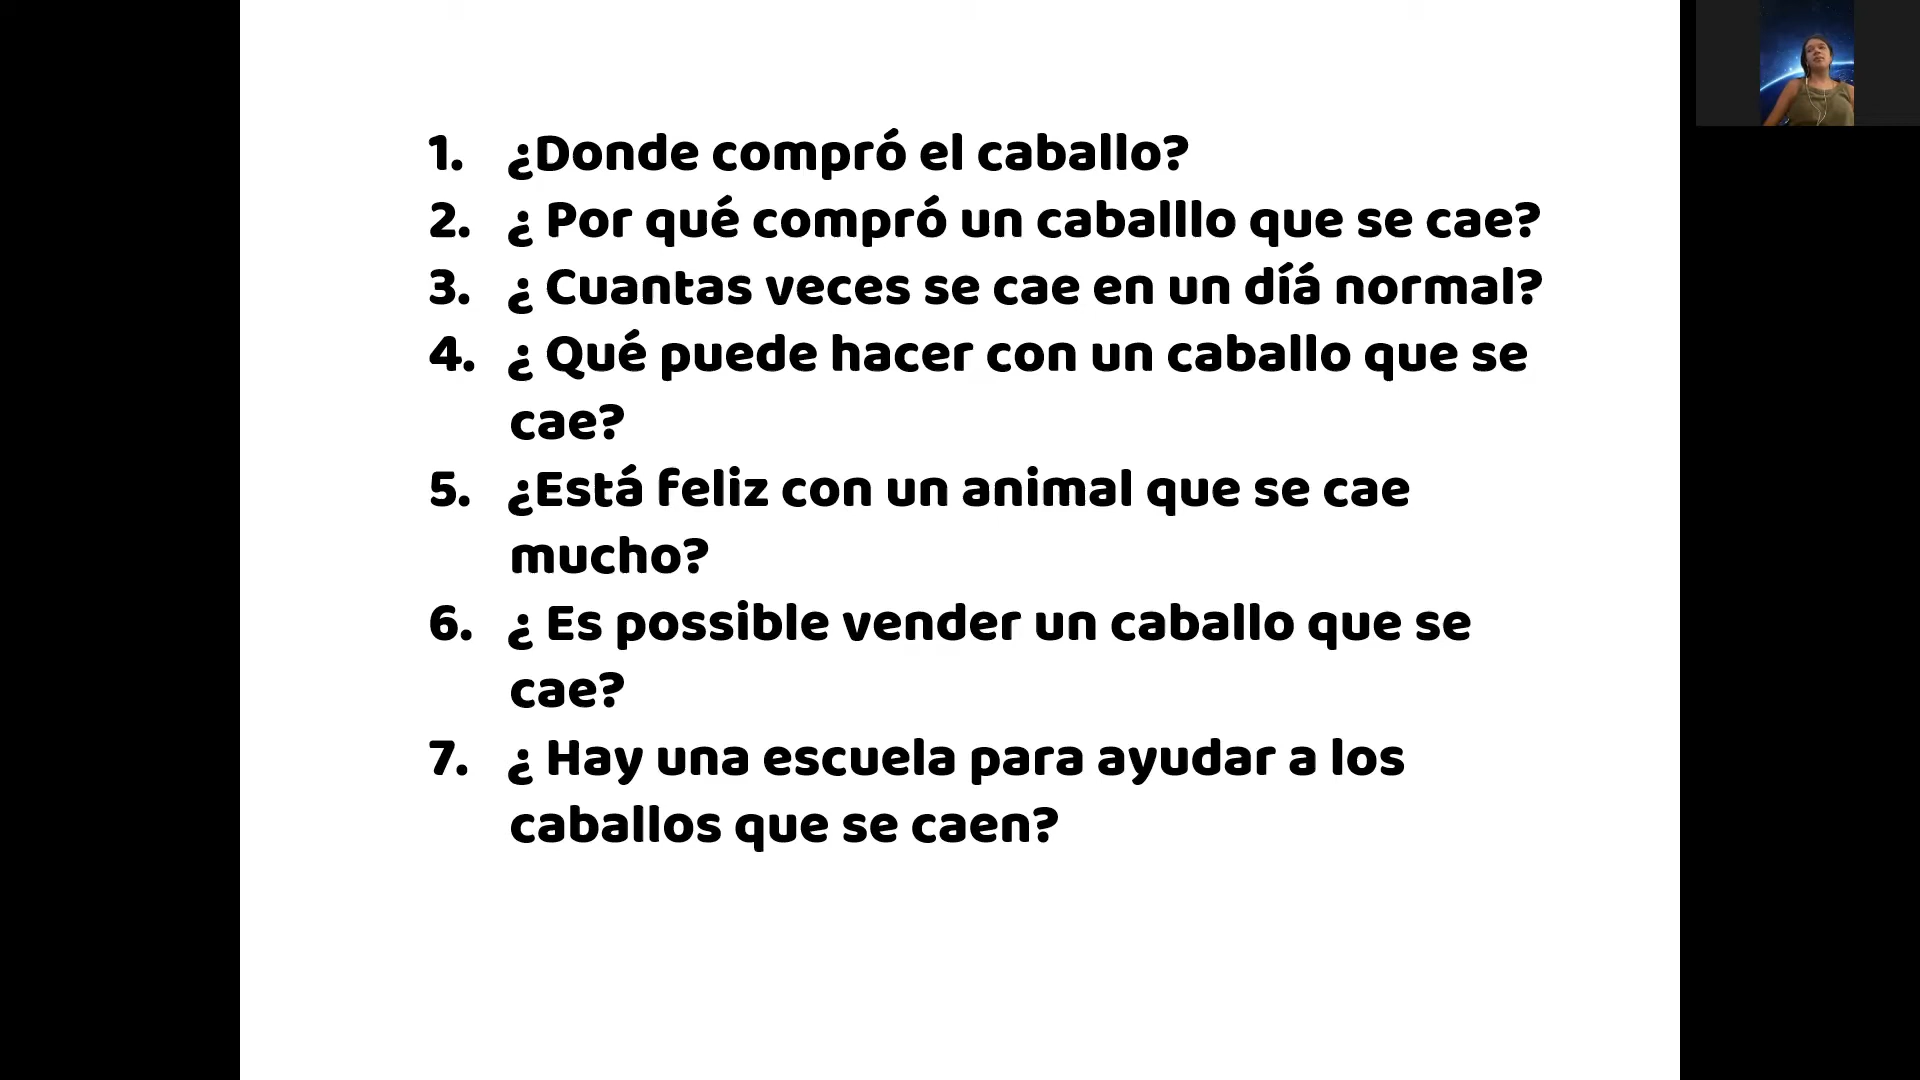 1. ¿Donde compró el caballo?
2. ¿ Por qué compró un caballlo que se cae?
3. ¿ Cuantas veces se cae en un díá normal?
4. ¿ Qué puede hacer con un caballo que se
cae?
5. ¿Está feliz con un animal que se cae
mucho?
6. ¿ Es possible vender un caballo que se
cae?
7. ¿ Hay una escuela para ayudar a los
caballos que se caen?